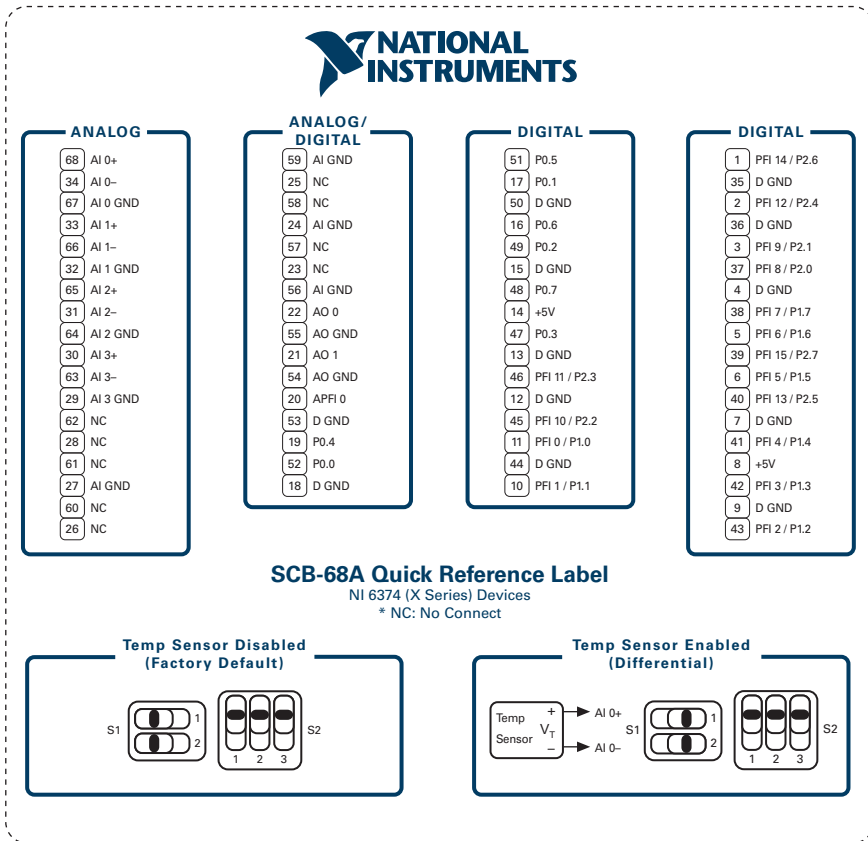 NATIONAL
INSTRUMENTS
ANALOG
68 AI 0+
34 AI 0–
67 AI 0 GND
33 AI 1+
66 AI 1–
32 AI 1 GND
65 AI 2+
31 AI 2–
64 AI 2 GND
30 AI 3+
63 AI 3–
29 AI 3 GND
62 NC
28 NC
61 NC
27 AI GND
60 NC
26 NC
ANALOG/
DIGITAL
59 AI GND
25 NC
58 NC
24 AI GND
57 NC
23 NC
56 AI GND
22 AO 0
55 AO GND
21 AO 1
54 AO GND
20 APFI 0
53 D GND
19 P0.4
52 P0.0
18 D GND
DIGITAL
51 P0.5
17 P0.1
50 D GND
16 P0.6
49 P0.2
15 D GND
48 P0.7
14 +5V
47 P0.3
13 D GND
46 PFI 11 / P2.3
12 D GND
45 PFI 10 / P2.2
11 PFI 0 / P1.0
44 D GND
10 PFI 1 / P1.1
DIGITAL
1 PFI 14 / P2.6
35 D GND
2 PFI 12 / P2.4
36 D GND
3 PFI 9 / P2.1
37 PFI 8 / P2.0
4 D GND
38 PFI 7 / P1.7
5 PFI 6 / P1.6
39 PFI 15 / P2.7
6 PFI 5 / P1.5
40 PFI 13 / P2.5
7 D GND
41 PFI 4 / P1.4
8 +5V
42 PFI 3 / P1.3
9 D GND
43 PFI 2 / P1.2
SCB-68A Quick Reference Label
NI 6374 (X Series) Devices
* NC: No Connect
Temp Sensor Disabled
(Factory Default)
S1
1
2
S2
1 2 3
Temp Sensor Enabled
(Differential)
Temp
Sensor
+
VT
–
AI 0+
AI 0–
S1
1
2
S2
1 2 3